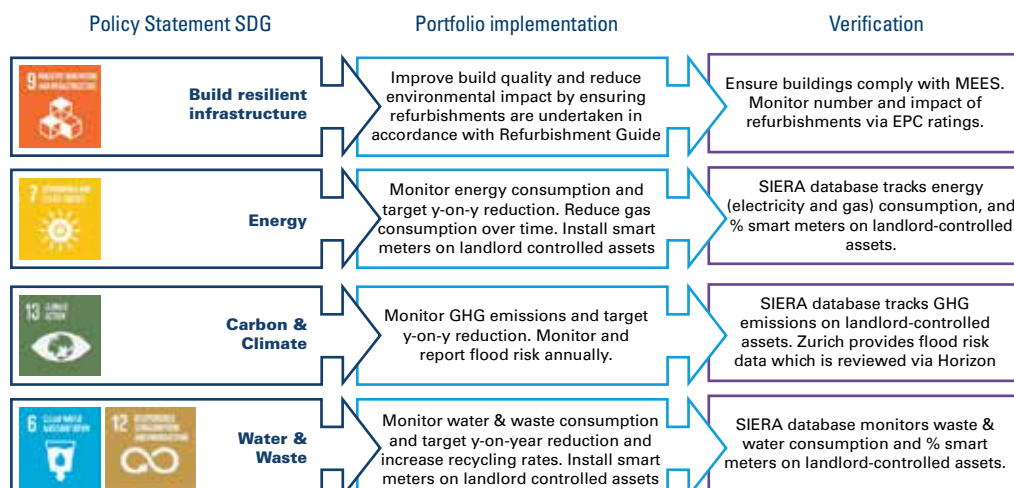 Policy Statement SDG
Portfolio implementation
Verification
9
Build resilient
infrastructure
Improve build quality and reduce
environmental impact by ensuring
refurbishments are undertaken in
accordance with Refurbishment Guide
Ensure buildings comply with MEES.
Monitor number and impact of
refurbishments via EPC ratings.
7
Energy
Monitor energy consumption and
target y-on-y reduction. Reduce gas
consumption over time. Install smart
meters on landlord controlled assets
SIERA database tracks energy
(electricity and gas) consumption, and
% smart meters on landlord-controlled
assets.
13 CLIMATE
ACTION
Carbon &
Climate
Monitor GHG emissions and target
y-on-y reduction. Monitor and
report flood risk annually.
SIERA database tracks GHG
emissions on landlord-controlled
assets. Zurich provides flood risk
data which is reviewed via Horizon
6
12
Water &
Waste
Monitor water & waste consumption
and target y-on-year reduction and
increase recycling rates. Install smart
meters on landlord controlled assets
SIERA database monitors waste &
water consumption and % smart
meters on landlord-controlled assets.